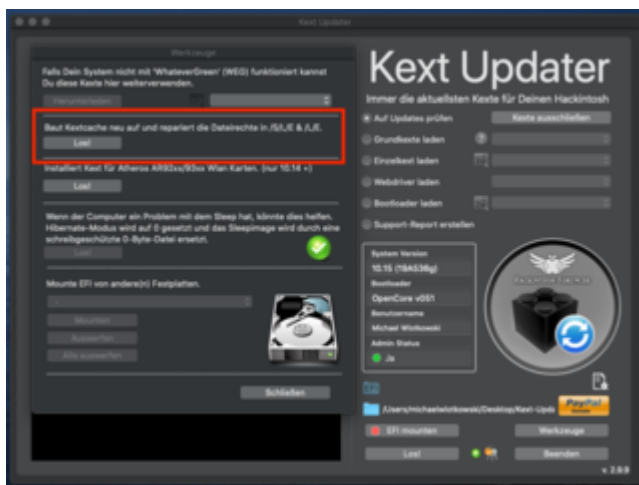 Kext Updater
Werkzeuge
Falls Dein System nicht mit 'WhateverGreen' (WEG) funktioniert kannst
Du diese Kexte hier weiterverwenden.
Herunterladen
Baut Kextcache neu auf und repariert die Dateirechte in /S/L/E & /L/E.
Los!
Installiert Kext für Atheros AR92xx/93xx Wlan Karten. (nur 10.14 +)
Los!
Wenn der Computer ein Problem mit dem Sleep hat, könnte dies helfen.
Hibernate-Modus wird auf 0 gesetzt und das Sleepimage wird durch eine
schreibgeschützte 0-Byte-Datei ersetzt.
Los!
Mounte EFI von andere(n) Festplatten.
Mounten
Auswerfen
Alle auswerfen
Schließen
Kext Updater
Immer die aktuellsten Kexte für Deinen Hackintosh
Auf Updates prüfen
Kexte ausschließen
Grundkexte laden
Einzelkext laden
Webdriver laden
Bootloader laden
Support-Report erstellen
System Version
10.15 (19A536g)
Bootloader
OpenCore v051
Benutzername
Michael Wlotkowski
Admin Status
Ja
/Users/michaelwlotkowski/Desktop/Kext-Upda
PayPal
EFI mounten
Werkzeuge
Los!
Beenden
v. 2.9.9